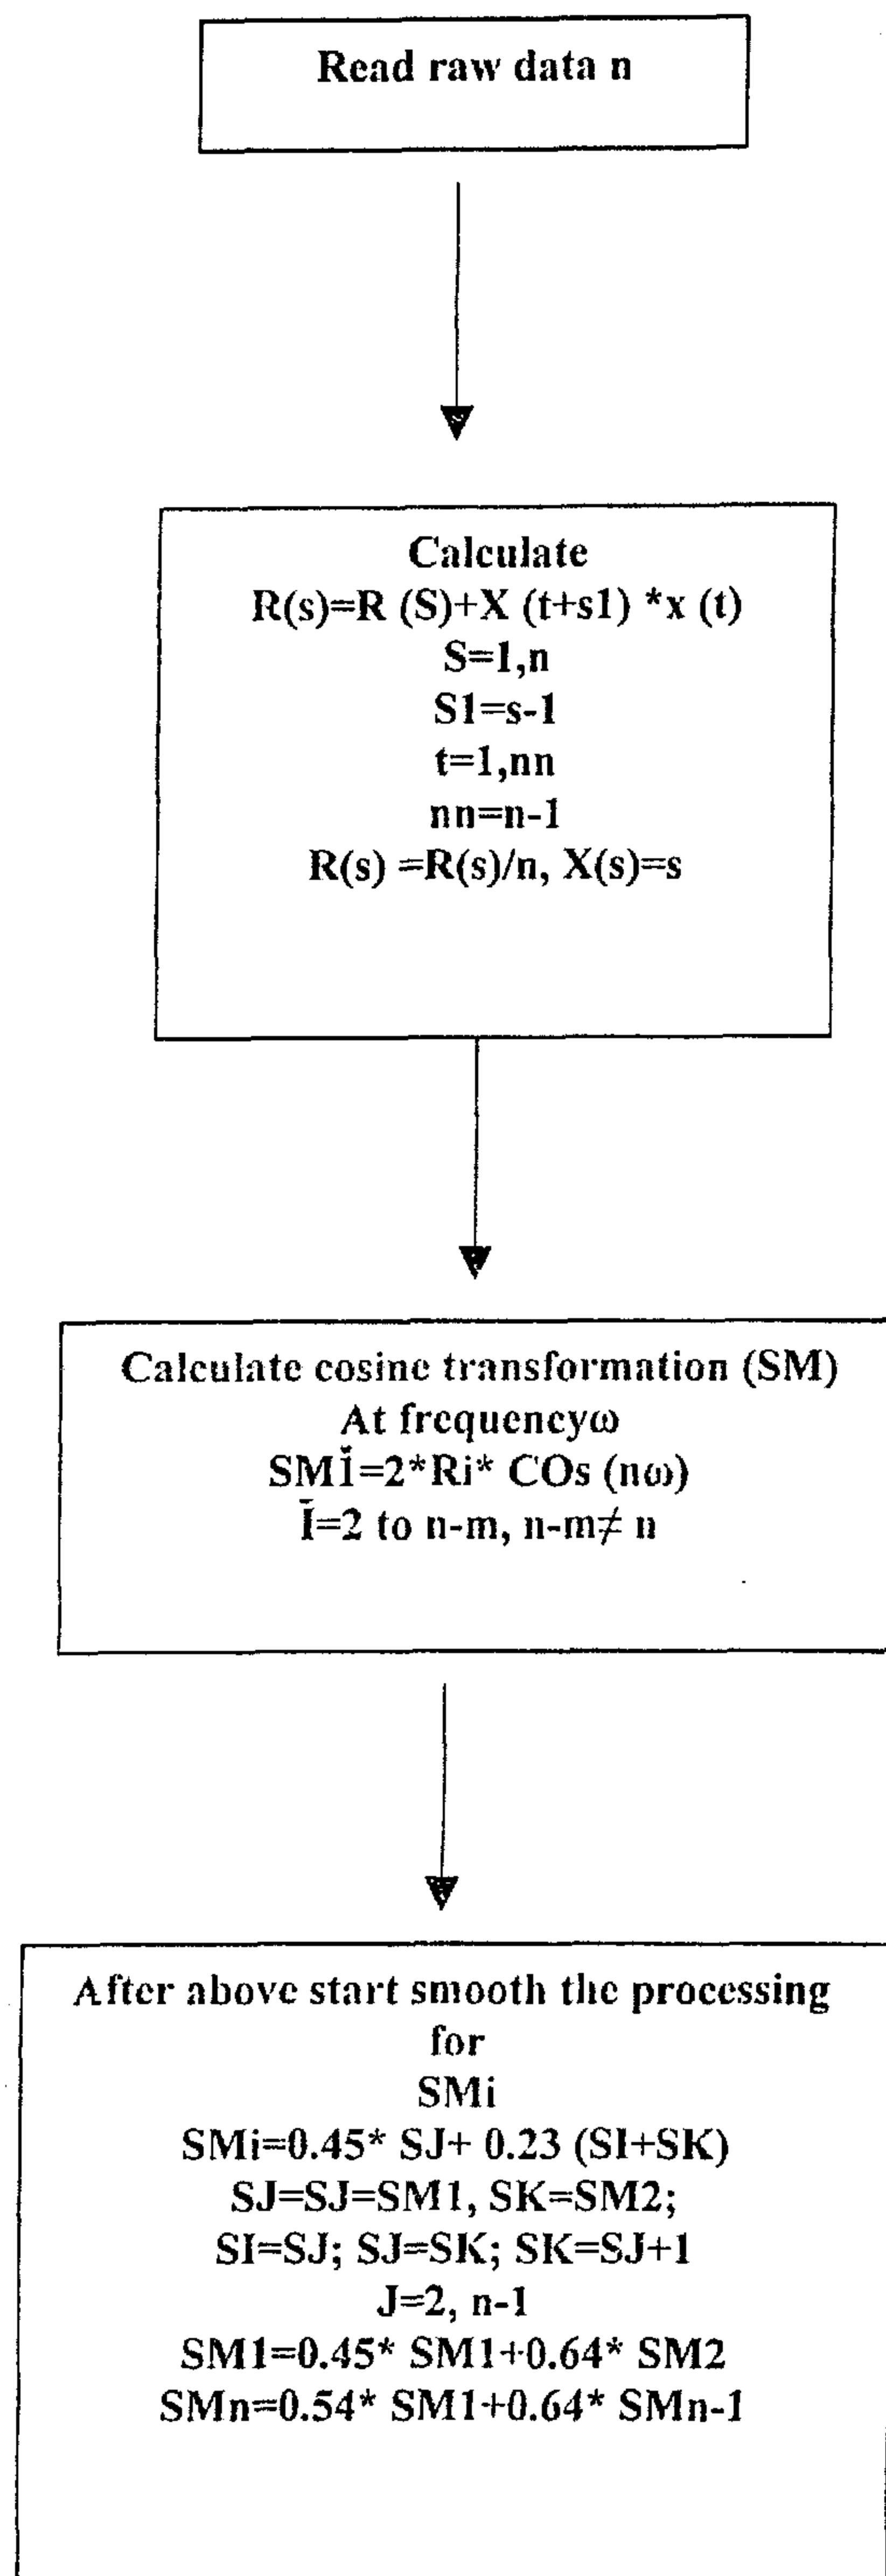 Read raw data n
Calculate
R(s)=R (S)+X (t+s1) *x (t)
S=1,n
S1=s-1
t=1,nn
nn=n-1
R(s) =R(s)/n, X(s)=s
Calculate cosine transformation (SM)
At frequencyω
SMĬ=2*Ri* COs (nω)
Ī=2 to n-m, n-m≠ n
After above start smooth the processing
for
SMi
SMi=0.45* SJ+ 0.23 (SI+SK)
SJ=SJ=SM1, SK=SM2;
SI=SJ; SJ=SK; SK=SJ+1
J=2, n-1
SM1=0.45* SM1+0.64* SM2
SMn=0.54* SM1+0.64* SMn-1